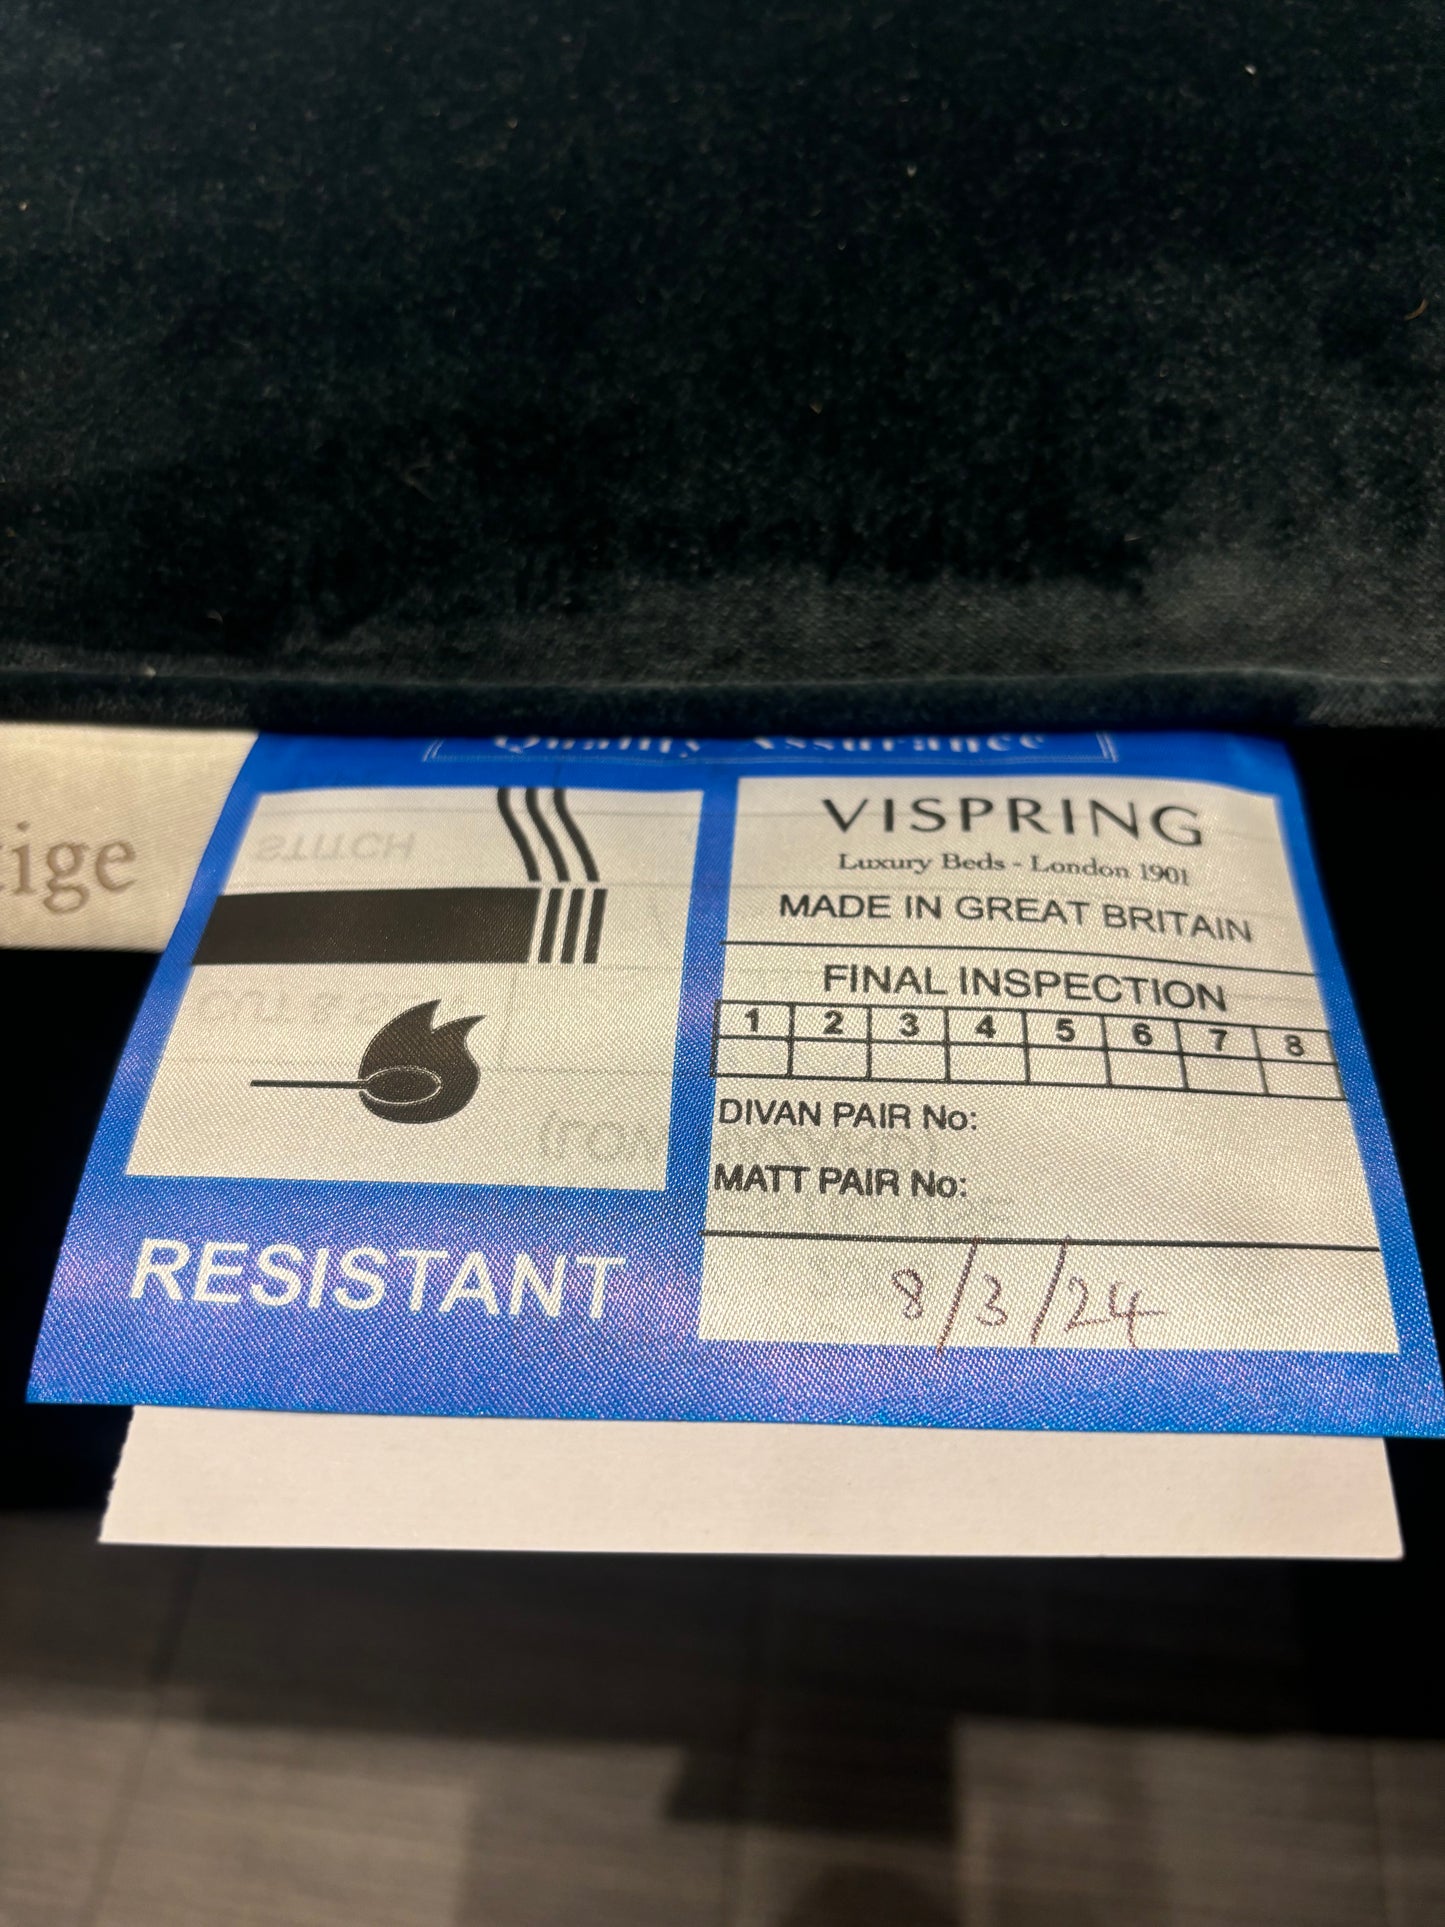 Quality Assurance
VISPRING
Luxury Beds - London 1901
MADE IN GREAT BRITAIN
FINAL INSPECTION
1 2 3 4 5 6 7 8
DIVAN PAIR No:
MATT PAIR No:
8/3/24
RESISTANT
STITCH